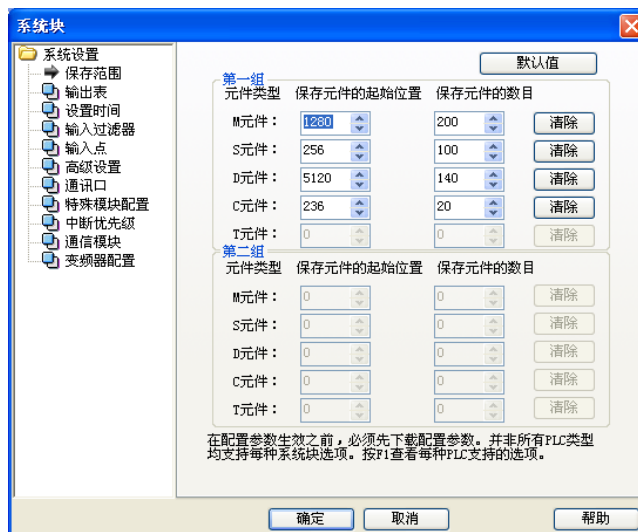 系统块
系统设置
保存范围
输出表
设置时间
输入过滤器
输入点
高级设置
通讯口
特殊模块配置
中断优先级
通信模块
变频器配置
默认值
第一组
元件类型 保存元件的起始位置 保存元件的数目
M元件： 1280 200 清除
S元件： 256 100 清除
D元件： 5120 140 清除
C元件： 236 20 清除
T元件： 0 0 清除
第二组
元件类型 保存元件的起始位置 保存元件的数目
M元件： 0 0 清除
S元件： 0 0 清除
D元件： 0 0 清除
C元件： 0 0 清除
T元件： 0 0 清除
在配置参数生效之前，必须先下载配置参数。并非所有PLC类型
均支持每种系统块选项。按F1查看每种PLC支持的选项。
确定 取消 帮助